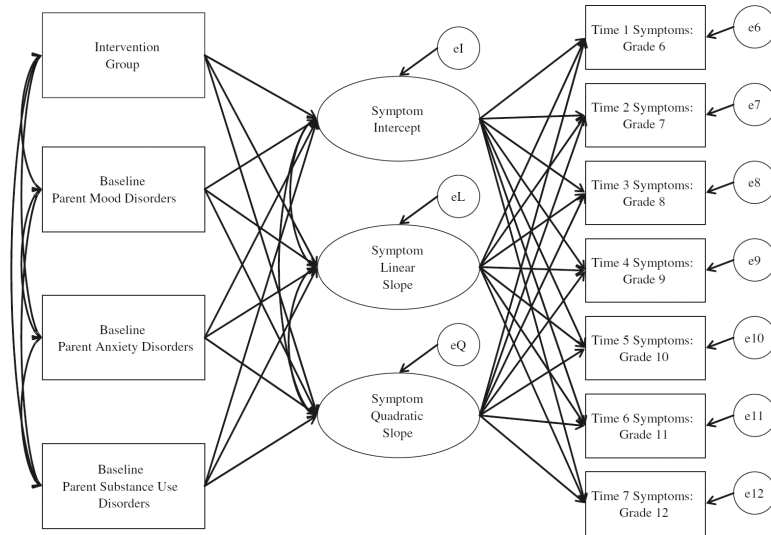 Intervention
Group
Baseline
Parent Mood Disorders
Baseline
Parent Anxiety Disorders
Baseline
Parent Substance Use
Disorders
eI
Symptom
Intercept
eL
Symptom
Linear
Slope
eQ
Symptom
Quadratic
Slope
Time 1 Symptoms:
Grade 6
e6
Time 2 Symptoms:
Grade 7
e7
Time 3 Symptoms:
Grade 8
e8
Time 4 Symptoms:
Grade 9
e9
Time 5 Symptoms:
Grade 10
e10
Time 6 Symptoms:
Grade 11
e11
Time 7 Symptoms:
Grade 12
e12